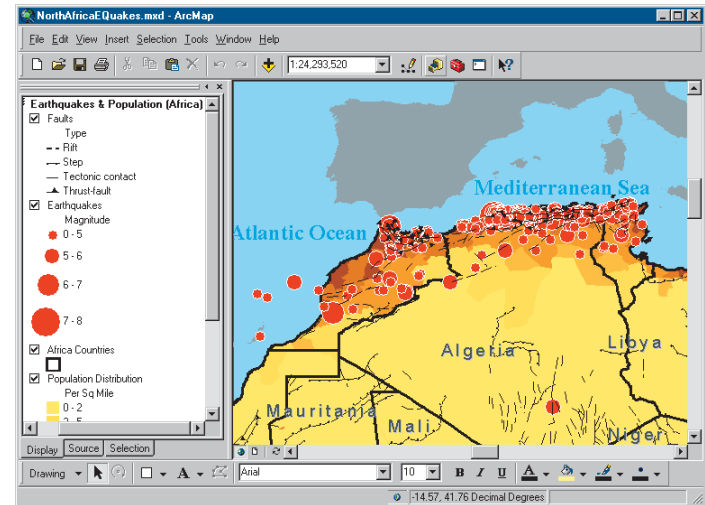 NorthAfricaEQuakes.mxd - ArcMap
File Edit View Insert Selection Tools Window Help
1:24,293,520
Earthquakes & Population (Africa)
Faults
Type
Rift
Step
Tectonic contact
Thrust-fault
Earthquakes
Magnitude
0 - 5
5 - 6
6 - 7
7 - 8
Africa Countries
Population Distribution
Per Sq Mile
0 - 2
Display Source Selection
Mediterranean Sea
Atlantic Ocean
Algeria
Libya
Mauritania
Mali
Niger
Drawing A Arial 10 B I U A
-14.57, 41.76 Decimal Degrees